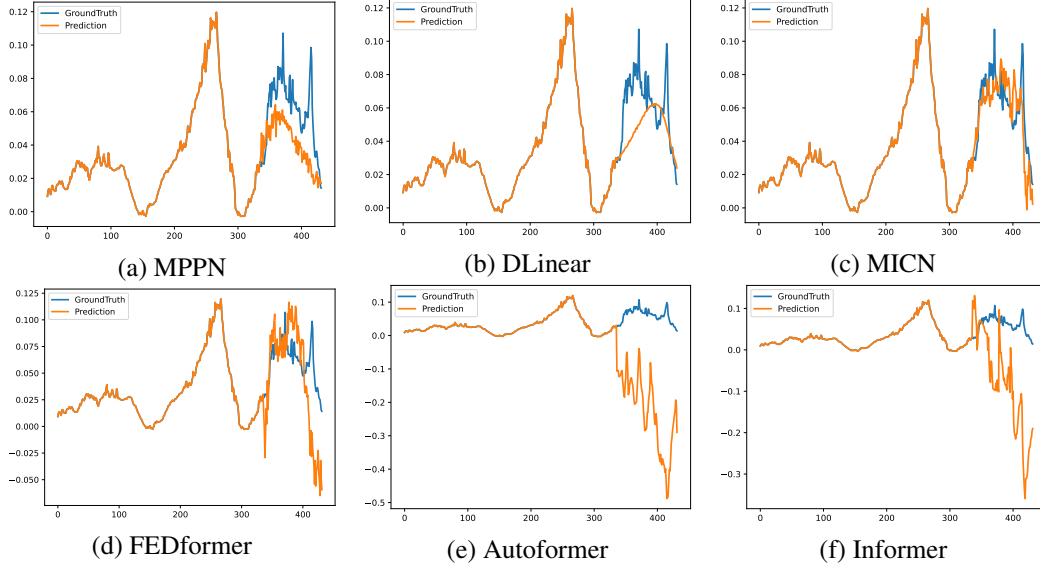 0.12
0.10
0.08
0.06
0.04
0.02
0.00
GroundTruth
Prediction
0 100 200 300 400
(a) MPPN
0.12
0.10
0.08
0.06
0.04
0.02
0.00
GroundTruth
Prediction
0 100 200 300 400
(b) DLinear
0.12
0.10
0.08
0.06
0.04
0.02
0.00
GroundTruth
Prediction
0 100 200 300 400
(c) MICN
0.125
0.100
0.075
0.050
0.025
0.000
−0.025
−0.050
GroundTruth
Prediction
0 100 200 300 400
(d) FEDformer
0.1
0.0
−0.1
−0.2
−0.3
−0.4
−0.5
GroundTruth
Prediction
0 100 200 300 400
(e) Autoformer
0.1
0.0
−0.1
−0.2
−0.3
GroundTruth
Prediction
0 100 200 300 400
(f) Informer